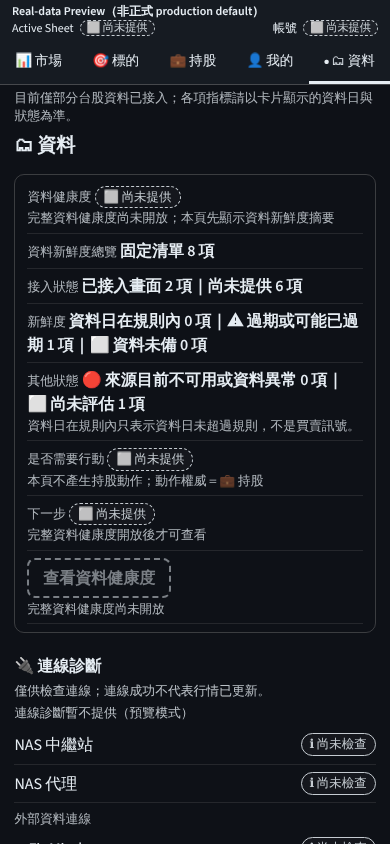 Real-data Preview（非正式 production default）
Active Sheet ⬜ 尚未提供 帳號 ⬜ 尚未提供
📊 市場 🎯 標的 💼 持股 👤 我的 • 🗂 資料
目前僅部分台股資料已接入；各項指標請以卡片顯示的資料日與
狀態為準。
🗂 資料
資料健康度 ⬜ 尚未提供
完整資料健康度尚未開放；本頁先顯示資料新鮮度摘要
資料新鮮度總覽 固定清單 8 項
接入狀態 已接入畫面 2 項｜尚未提供 6 項
新鮮度 資料日在規則內 0 項｜⚠ 過期或可能已過
期 1 項｜⬜ 資料未備 0 項
其他狀態 🔴 來源目前不可用或資料異常 0 項｜
⬜ 尚未評估 1 項
資料日在規則內只表示資料日未超過規則，不是買賣訊號。
是否需要行動 ⬜ 尚未提供
本頁不產生持股動作；動作權威＝💼 持股
下一步 ⬜ 尚未提供
完整資料健康度開放後才可查看
查看資料健康度
完整資料健康度尚未開放
🔌 連線診斷
僅供檢查連線；連線成功不代表行情已更新。
連線診斷暫不提供（預覽模式）
NAS 中繼站 ℹ 尚未檢查
NAS 代理 ℹ 尚未檢查
外部資料連線